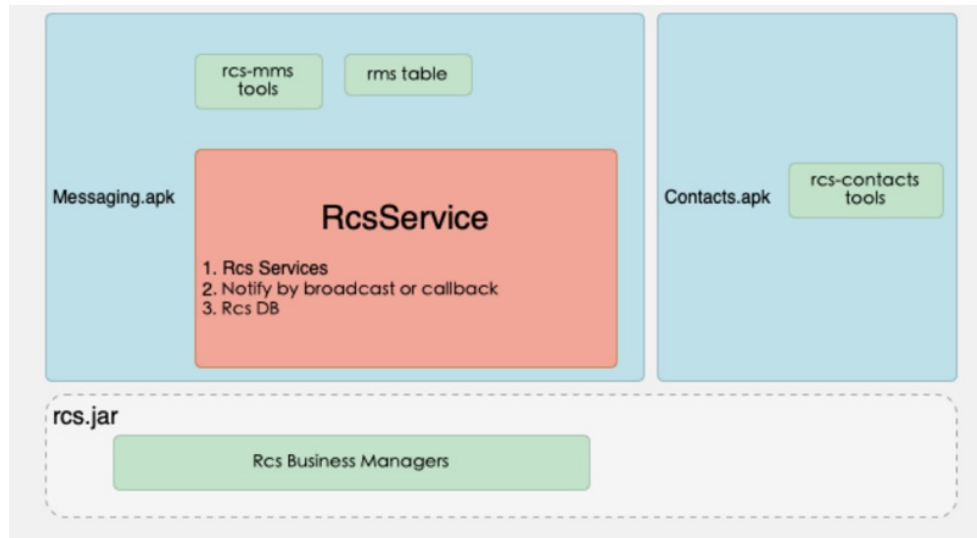 rcs-mms
tools
rms table
Messaging.apk
RcsService
1. Rcs Services
2. Notify by broadcast or callback
3. Rcs DB
Contacts.apk
rcs-contacts
tools
rcs.jar
Rcs Business Managers